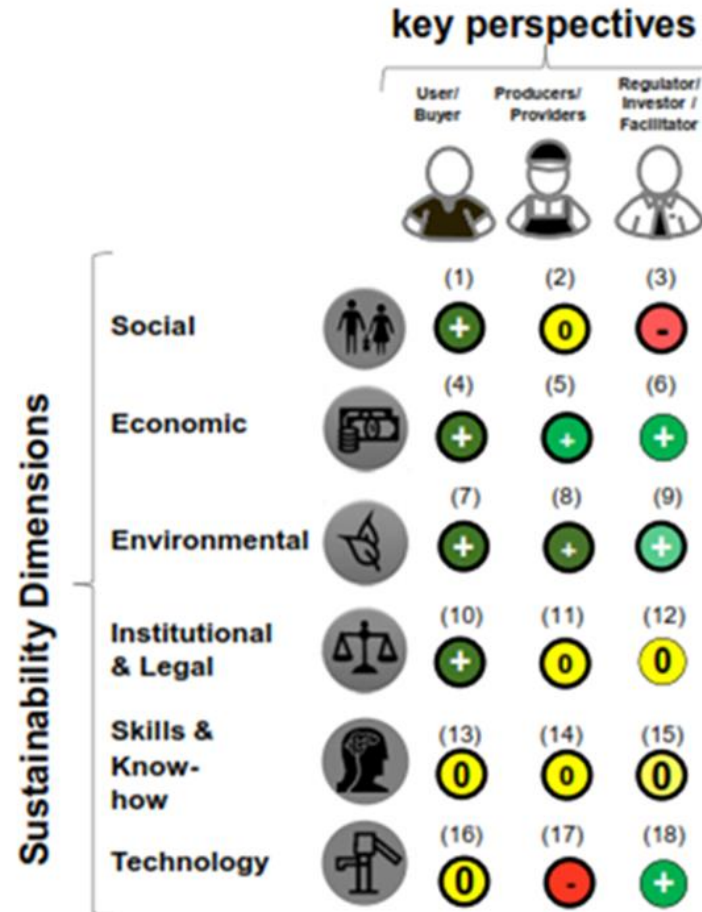 key perspectives
User/ Producers/ Regulator/
Buyer Providers Investor /
Facilitator
Sustainability Dimensions
(1) (2) (3)
Social + 0 -
(4) (5) (6)
Economic + + +
(7) (8) (9)
Environmental + + +
(10) (11) (12)
Institutional
& Legal + 0 0
Skills &
(13) (14) (15)
Know-
how 0 0 0
(16) (17) (18)
Technology 0 - +